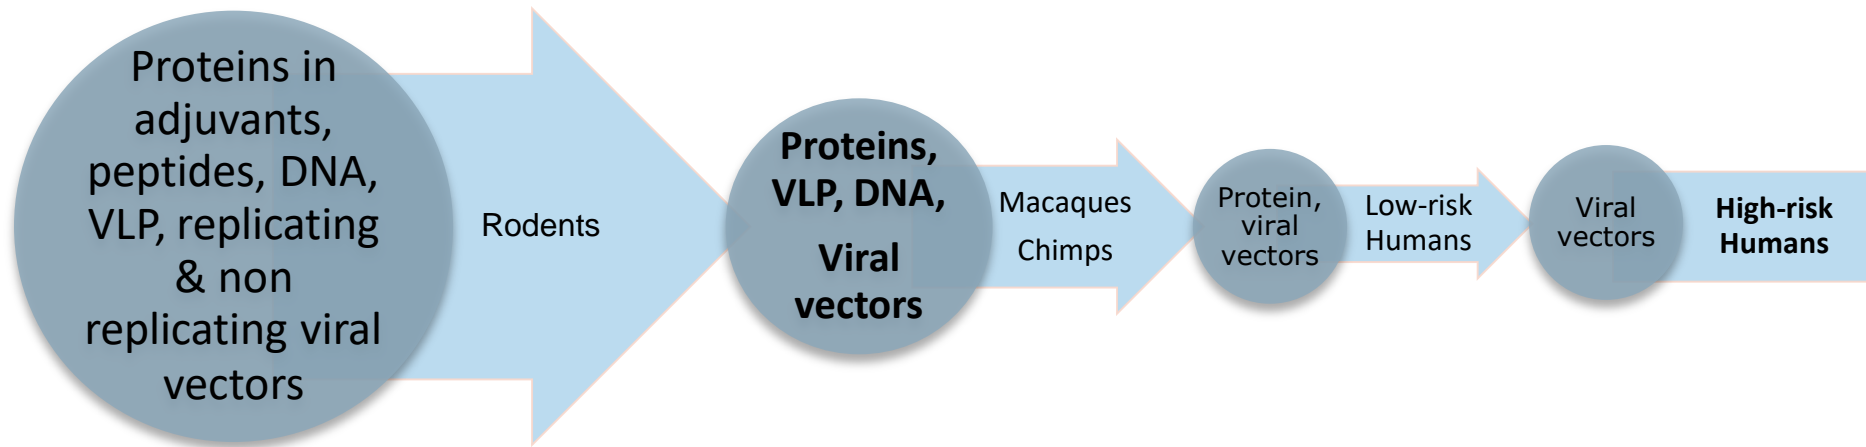 Proteins in
adjuvants,
peptides, DNA,
VLP, replicating
& non
replicating viral
vectors
Rodents
Proteins,
VLP, DNA,
Viral
vectors
Macaques
Chimps
Protein,
viral
vectors
Low-risk
Humans
Viral
vectors
High-risk
Humans